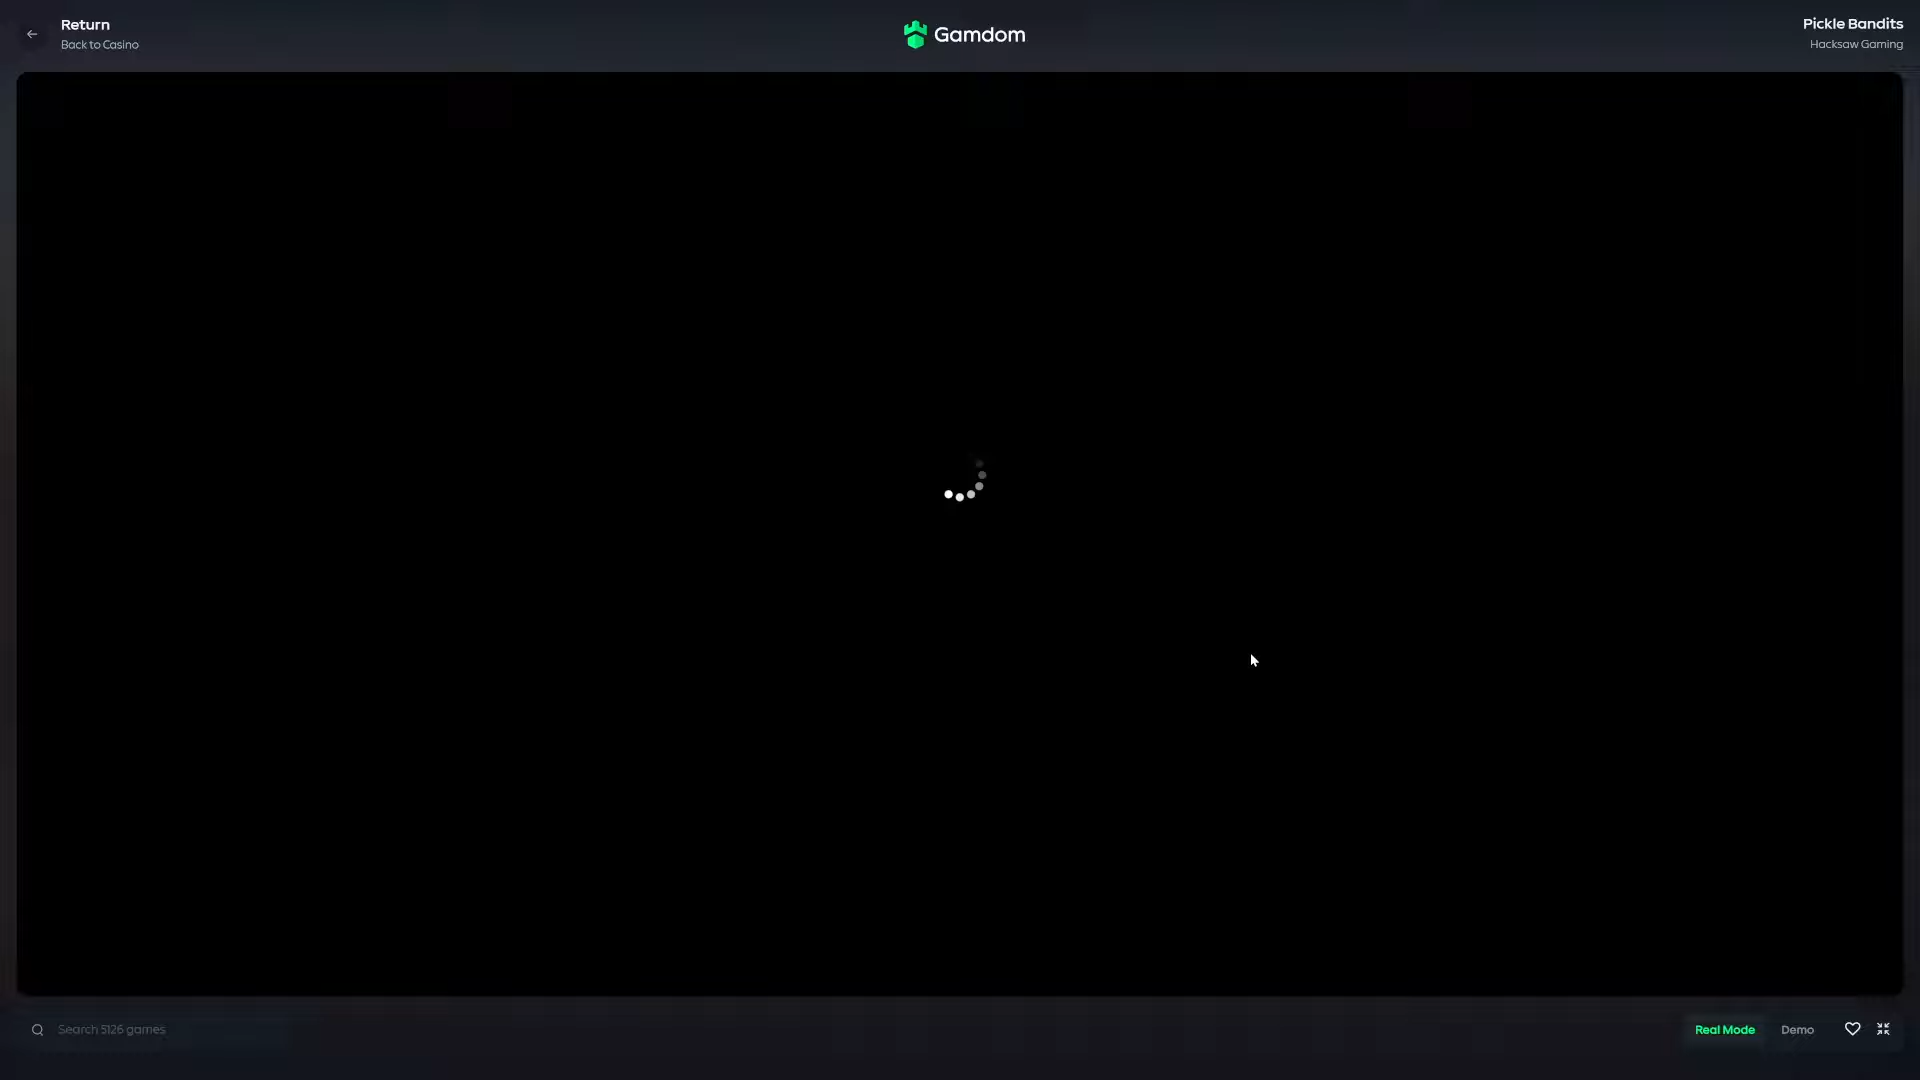 Return
Back to Casino
Gamdom
Pickle Bandits
Hacksaw Gaming
Search 5126 games
Real Mode
Demo